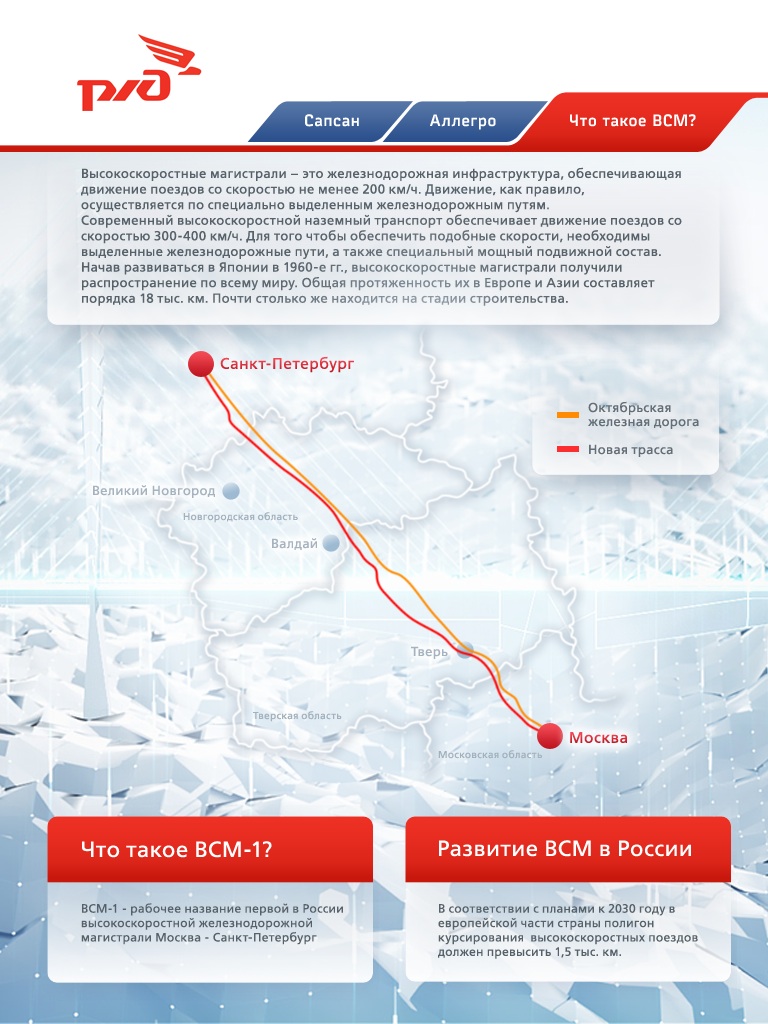 ржд
Сапсан
Аллегро
Что такое ВСМ?
Высокоскоростные магистрали – это железнодорожная инфраструктура, обеспечивающая
движение поездов со скоростью не менее 200 км/ч. Движение, как правило,
осуществляется по специально выделенным железнодорожным путям.
Современный высокоскоростной наземный транспорт обеспечивает движение поездов со
скоростью 300-400 км/ч. Для того чтобы обеспечить подобные скорости, необходимы
выделенные железнодорожные пути, а также специальный мощный подвижной состав.
Начав развиваться в Японии в 1960-е гг., высокоскоростные магистрали получили
распространение по всему миру. Общая протяженность их в Европе и Азии составляет
порядка 18 тыс. км. Почти столько же находится на стадии строительства.
Санкт-Петербург
Октябрьская
железная дорога
Новая трасса
Великий Новгород
Новгородская область
Валдай
Тверь
Тверская область
Москва
Московская область
Что такое ВСМ-1?
ВСМ-1 - рабочее название первой в России
высокоскоростной железнодорожной
магистрали Москва - Санкт-Петербург
Развитие ВСМ в России
В соответствии с планами к 2030 году в
европейской части страны полигон
курсирования высокоскоростных поездов
должен превысить 1,5 тыс. км.